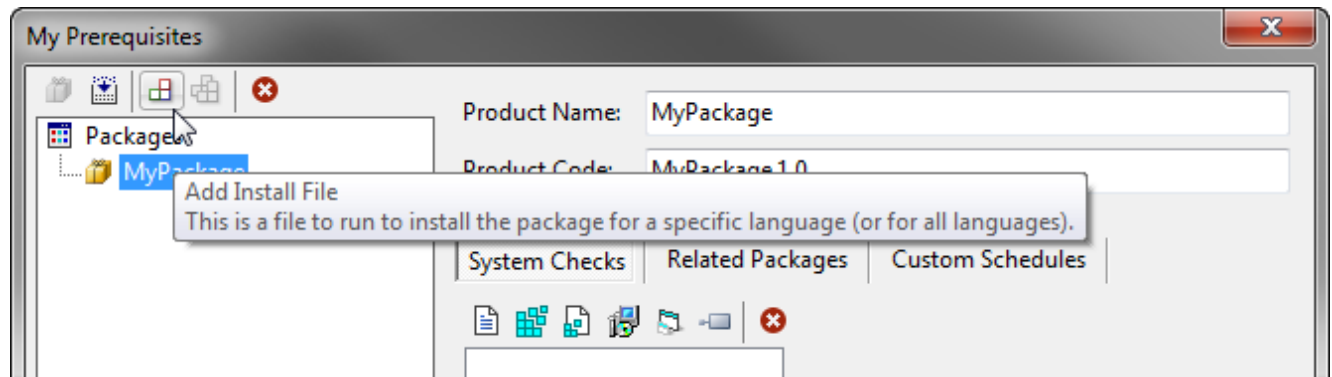 My Prerequisites
Product Name: MyPackage
Packages
MyPackage
Product Code: MyPackage.1.0
Add Install File
This is a file to run to install the package for a specific language (or for all languages).
System Checks Related Packages Custom Schedules